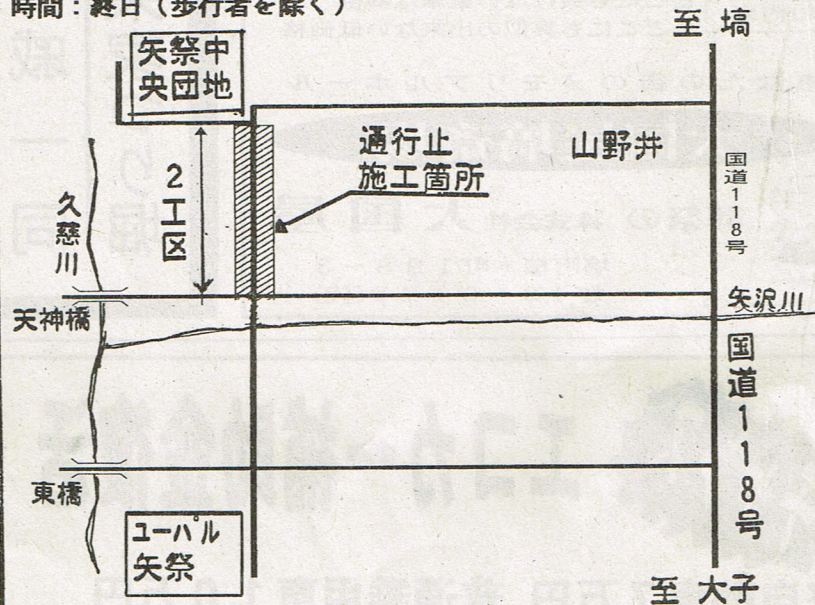 時間：終日（歩行者を除く）
至 塙
矢祭中
央団地
通行止
施工箇所
山野井
国道118号
2工区
久慈川
矢沢川
天神橋
国道118号
東橋
ユーパル
矢祭
至 大子